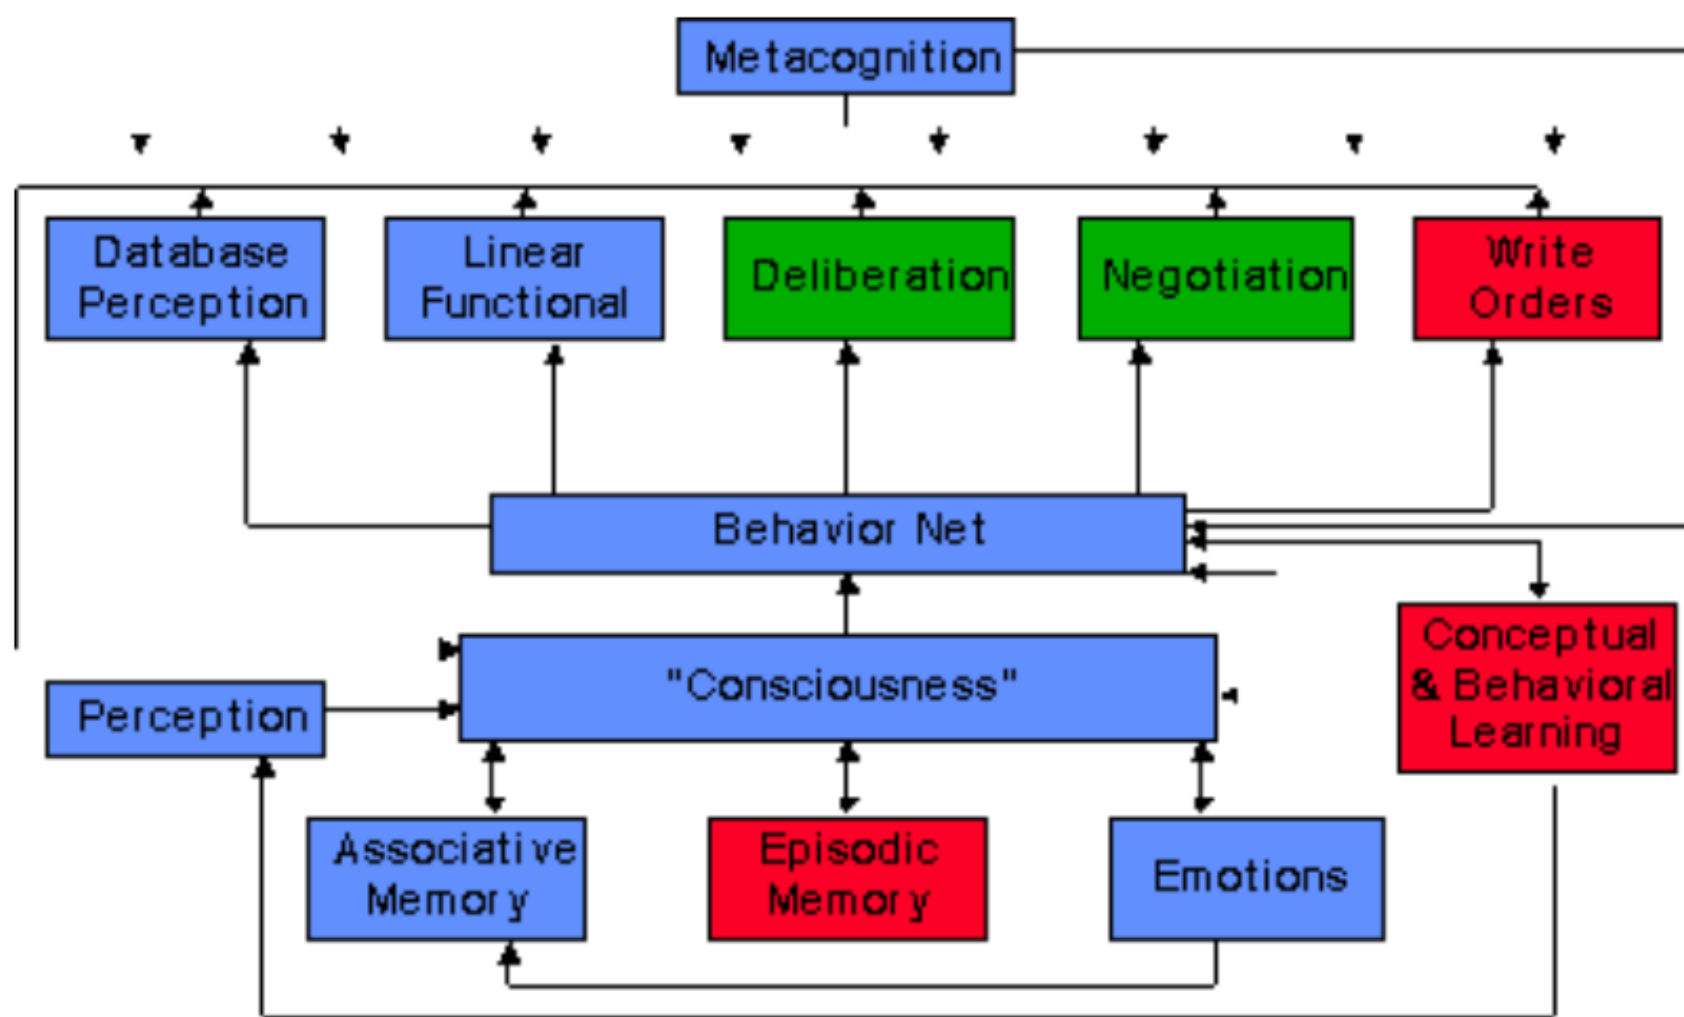 Metacognition
Database
Perception
Linear
Functional
Deliberation
Negotiation
Write
Orders
Behavior Net
"Consciousness"
Conceptual
& Behavioral
Learning
Perception
Associative
Memory
Episodic
Memory
Emotions